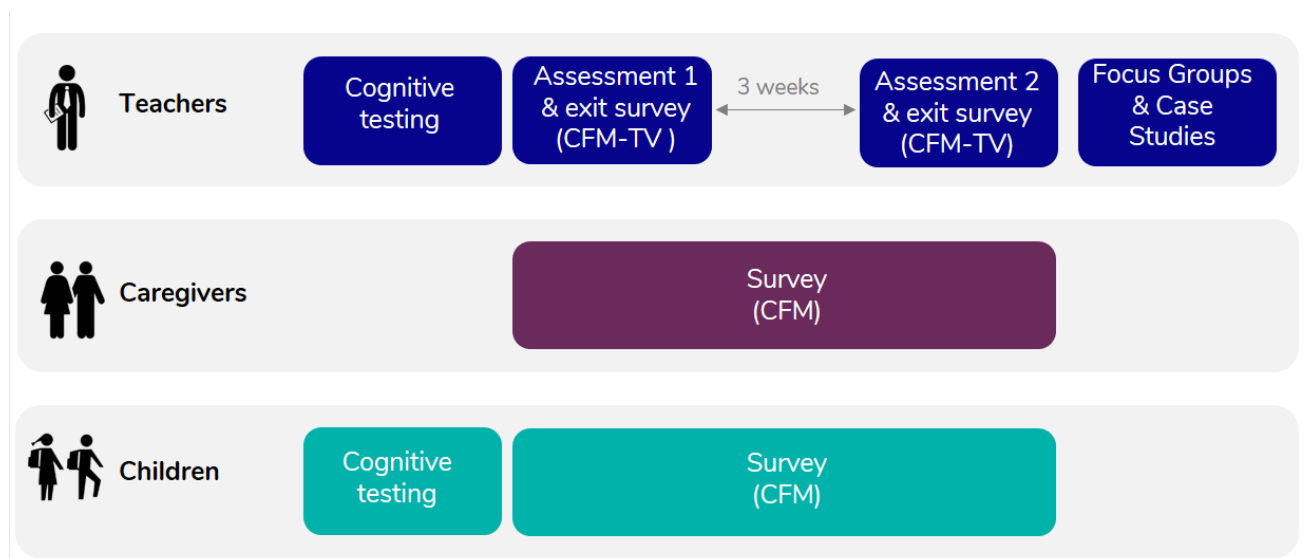 Teachers
Cognitive
testing
Assessment 1
& exit survey
(CFM-TV )
3 weeks
Assessment 2
& exit survey
(CFM-TV)
Focus Groups
& Case
Studies
Caregivers
Survey
(CFM)
Children
Cognitive
testing
Survey
(CFM)